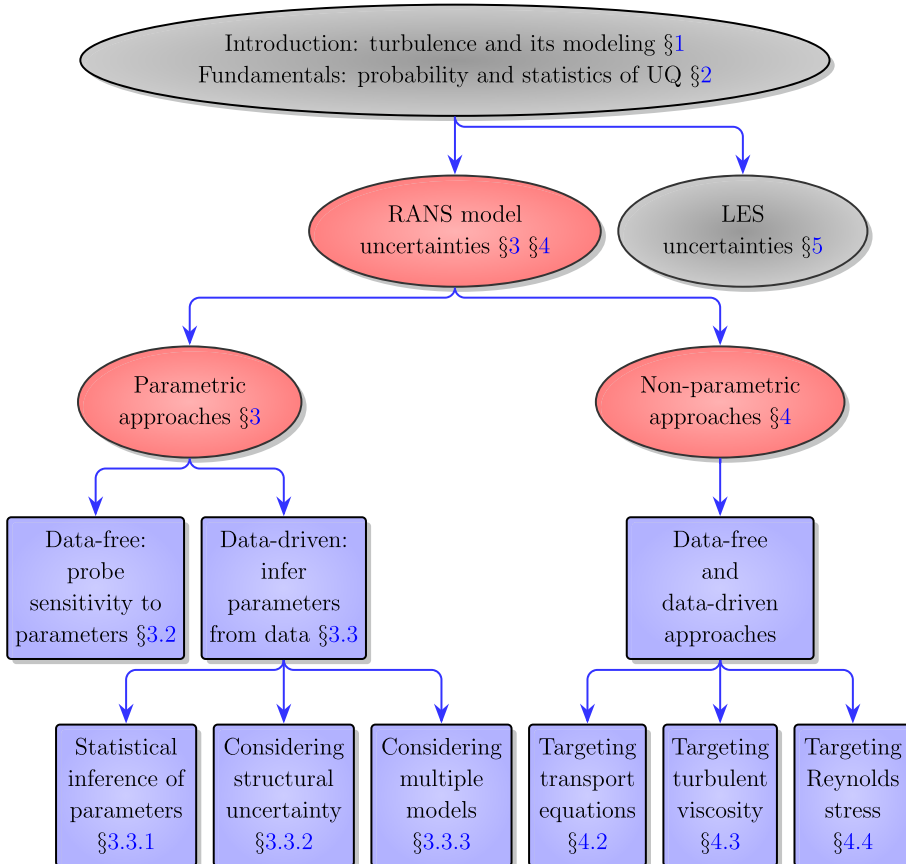 Introduction: turbulence and its modeling §1
Fundamentals: probability and statistics of UQ §2
RANS model
uncertainties §3 §4
LES
uncertainties §5
Parametric
approaches §3
Non-parametric
approaches §4
Data-free:
probe
sensitivity to
parameters §3.2
Data-driven:
infer
parameters
from data §3.3
Data-free
and
data-driven
approaches
Statistical
inference of
parameters
§3.3.1
Considering
structural
uncertainty
§3.3.2
Considering
multiple
models
§3.3.3
Targeting
transport
equations
§4.2
Targeting
turbulent
viscosity
§4.3
Targeting
Reynolds
stress
§4.4